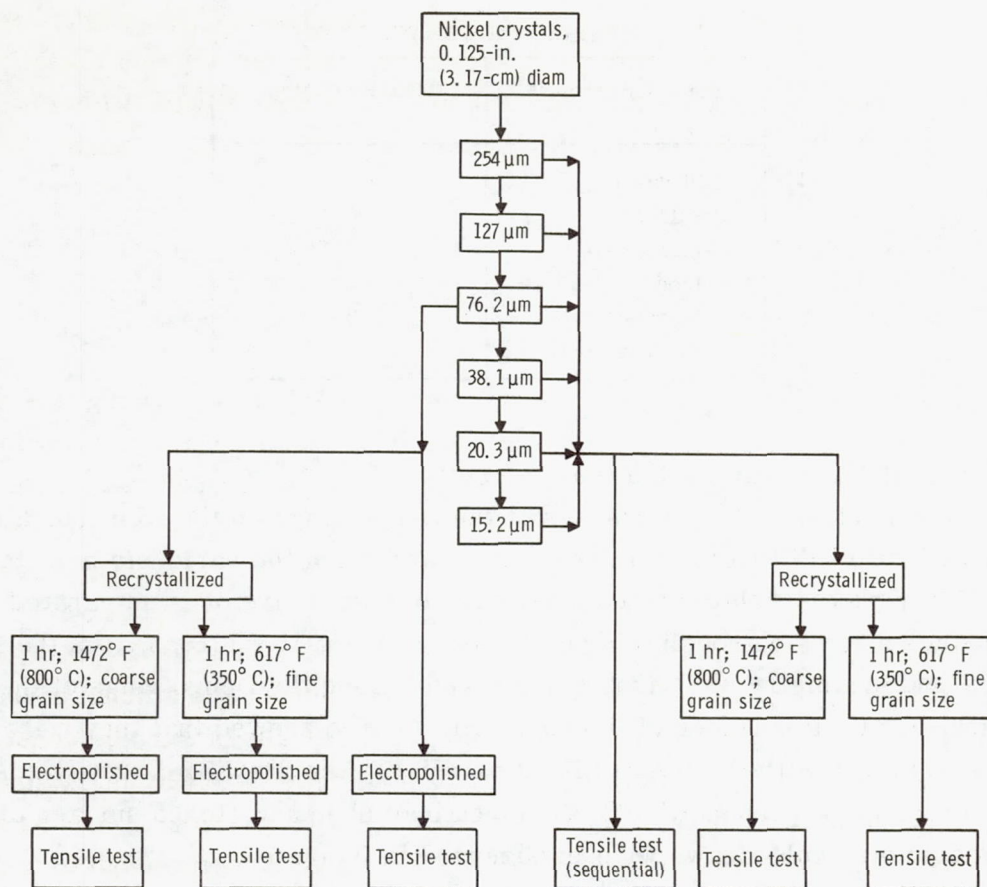 Nickel crystals,
0.125-in.
(3.17-cm) diam
254 µm
127 µm
76.2 µm
38.1 µm
20.3 µm
15.2 µm
Recrystallized
Recrystallized
1 hr; 1472° F
(800° C); coarse
grain size
1 hr; 617° F
(350° C); fine
grain size
1 hr; 1472° F
(800° C); coarse
grain size
1 hr; 617° F
(350° C); fine
grain size
Electropolished
Electropolished
Electropolished
Tensile test
Tensile test
Tensile test
Tensile test
(sequential)
Tensile test
Tensile test